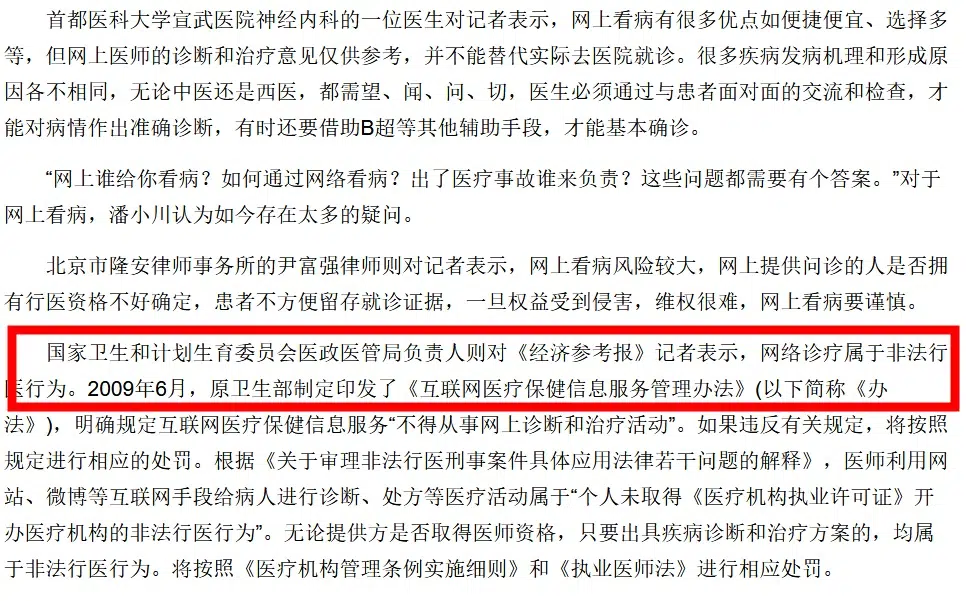 首都医科大学宣武医院神经内科的一位医生对记者表示，网上看病有很多优点如便捷便宜、选择多
等，但网上医师的诊断和治疗意见仅供参考，并不能替代实际去医院就诊。很多疾病发病机理和形成原
因各不相同，无论中医还是西医，都需望、闻、问、切，医生必须通过与患者面对面的交流和检查，才
能对病情作出准确诊断，有时还要借助B超等其他辅助手段，才能基本确诊。
“网上谁给你看病？如何通过网络看病？出了医疗事故谁来负责？这些问题都需要有个答案。”对于
网上看病，潘小川认为如今存在太多的疑问。
北京市隆安律师事务所的尹富强律师则对记者表示，网上看病风险较大，网上提供问诊的人是否拥
有行医资格不好确定，患者不方便留存就诊证据，一旦权益受到侵害，维权很难，网上看病要谨慎。
国家卫生和计划生育委员会医政医管局负责人则对《经济参考报》记者表示，网络诊疗属于非法行
医行为。2009年6月，原卫生部制定印发了《互联网医疗保健信息服务管理办法》(以下简称《办
法》)，明确规定互联网医疗保健信息服务“不得从事网上诊断和治疗活动”。如果违反有关规定，将按照
规定进行相应的处罚。根据《关于审理非法行医刑事案件具体应用法律若干问题的解释》，医师利用网
站、微博等互联网手段给病人进行诊断、处方等医疗活动属于“个人未取得《医疗机构执业许可证》开
办医疗机构的非法行医行为”。无论提供方是否取得医师资格，只要出具疾病诊断和治疗方案的，均属
于非法行医行为。将按照《医疗机构管理条例实施细则》和《执业医师法》进行相应处罚。